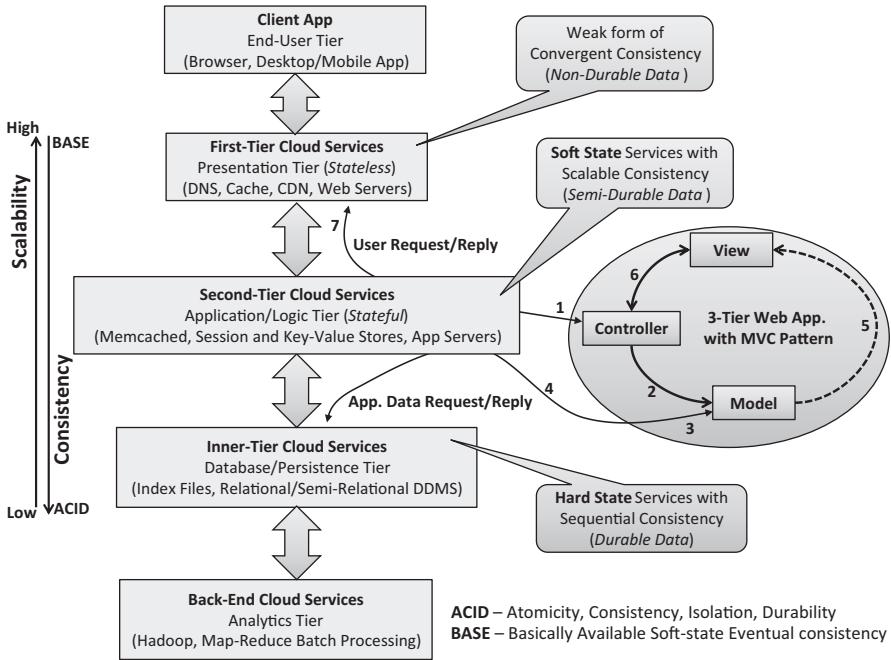 Client App
End-User Tier
(Browser, Desktop/Mobile App)
Weak form of
Convergent Consistency
(Non-Durable Data )
High
BASE
Scalability
Consistency
Low
ACID
First-Tier Cloud Services
Presentation Tier (Stateless)
(DNS, Cache, CDN, Web Servers)
Soft State Services with
Scalable Consistency
(Semi-Durable Data )
7
User Request/Reply
Second-Tier Cloud Services
Application/Logic Tier (Stateful)
(Memcached, Session and Key-Value Stores, App Servers)
1
View
6
Controller
3-Tier Web App.
with MVC Pattern
5
2
Model
4
3
App. Data Request/Reply
Inner-Tier Cloud Services
Database/Persistence Tier
(Index Files, Relational/Semi-Relational DDMS)
Hard State Services with
Sequential Consistency
(Durable Data)
Back-End Cloud Services
Analytics Tier
(Hadoop, Map-Reduce Batch Processing)
ACID – Atomicity, Consistency, Isolation, Durability
BASE – Basically Available Soft-state Eventual consistency